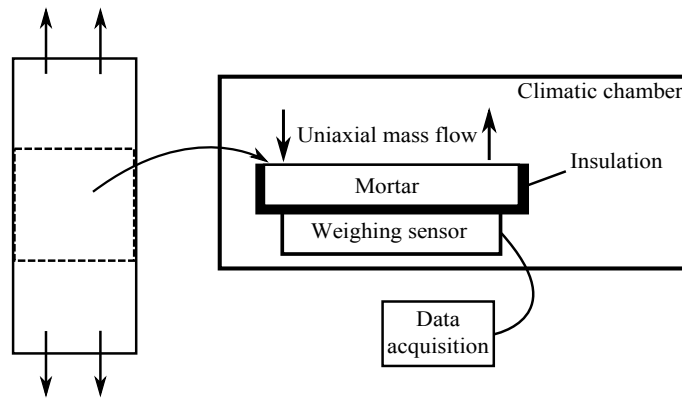 Climatic chamber
Uniaxial mass flow
Insulation
Mortar
Weighing sensor
Data
acquisition